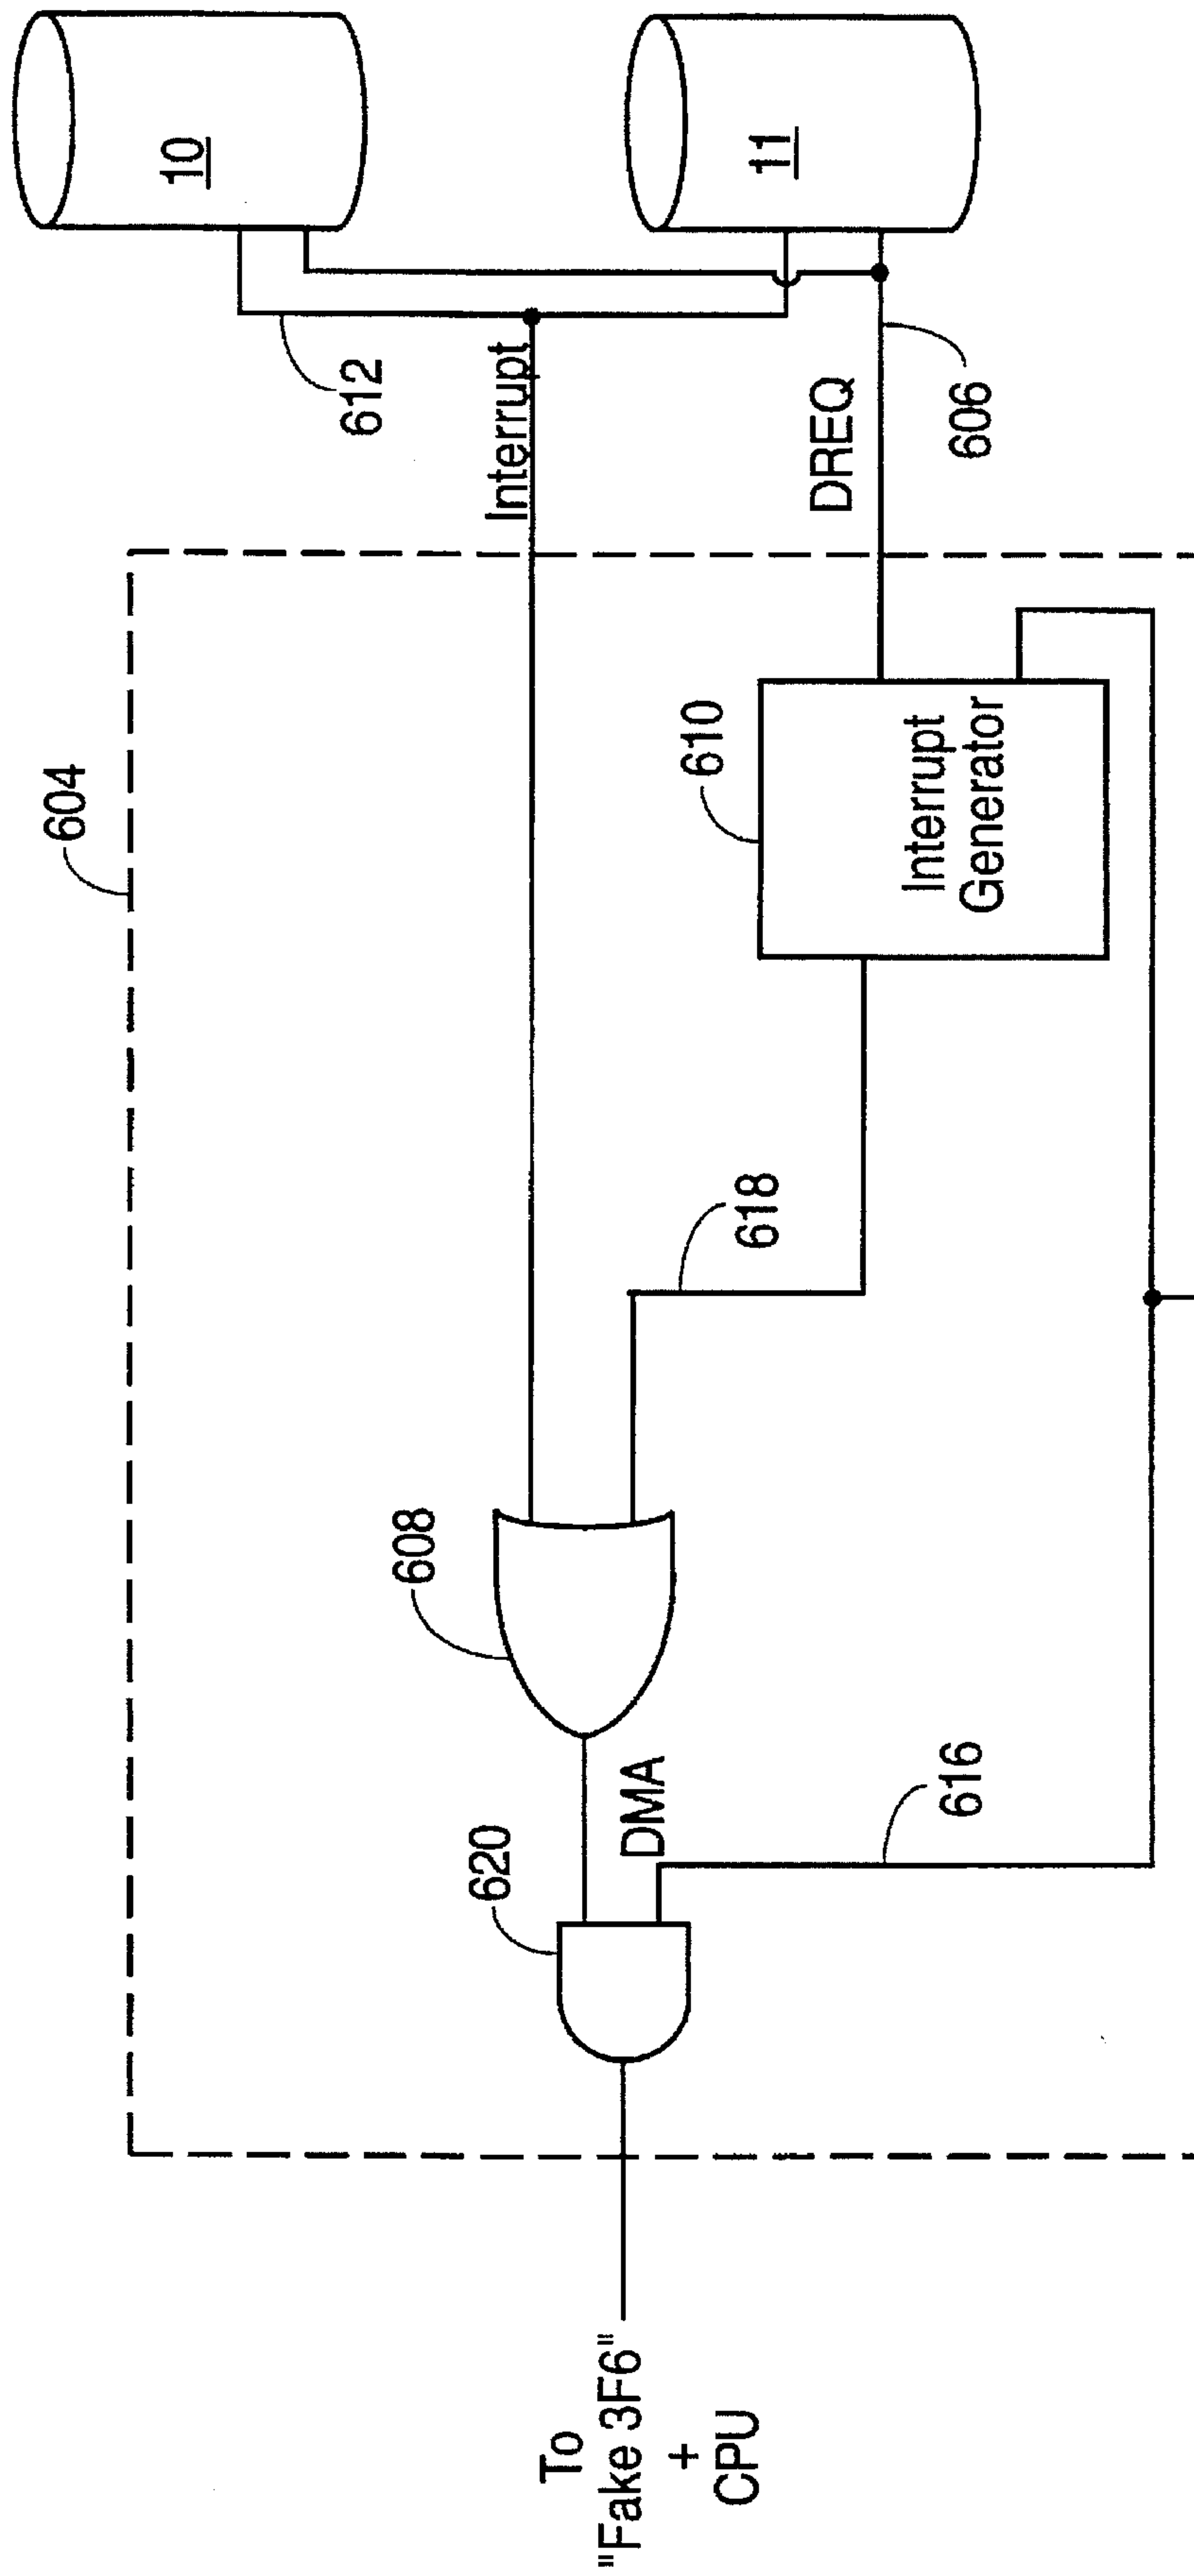 604
10
11
612
Interrupt
DREQ
606
610
Interrupt
Generator
618
608
620
DMA
616
To
"Fake 3F6"
+
CPU